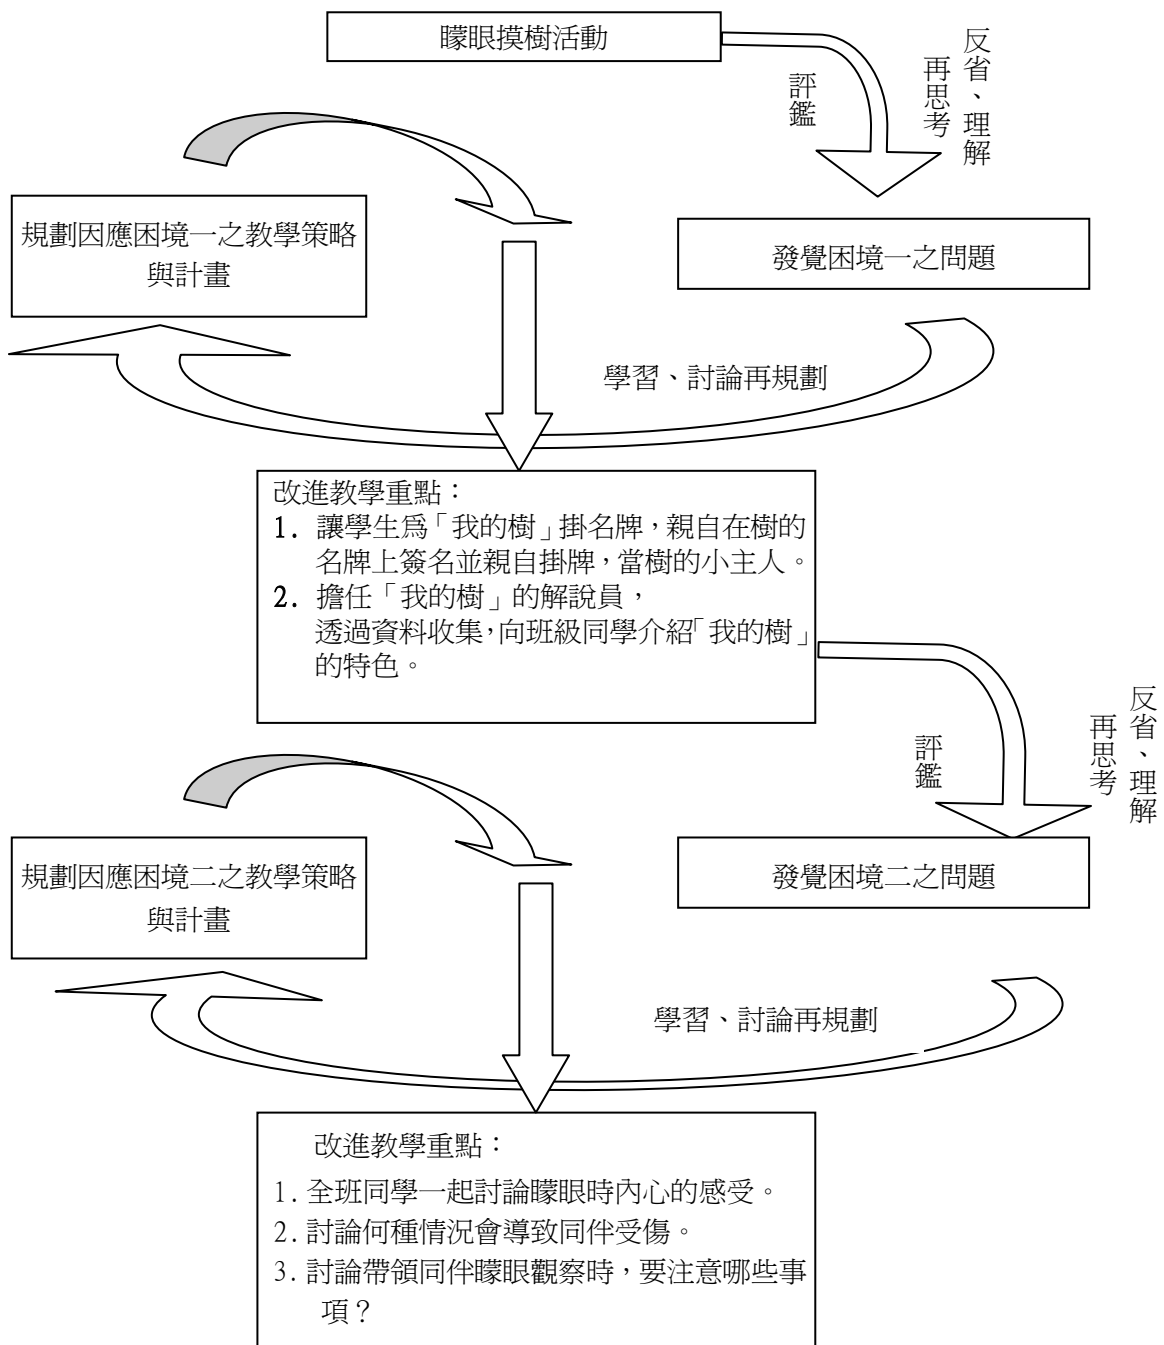 矇眼摸樹活動
評鑑
反省、理解
再思考
規劃因應困境一之教學策略
與計畫
發覺困境一之問題
學習、討論再規劃
改進教學重點：
1. 讓學生為「我的樹」掛名牌，親自在樹的
名牌上簽名並親自掛牌，當樹的小主人。
2. 擔任「我的樹」的解說員，
透過資料收集，向班級同學介紹「我的樹」
的特色。
評鑑
反省、理解
再思考
規劃因應困境二之教學策略
與計畫
發覺困境二之問題
學習、討論再規劃
改進教學重點：
1. 全班同學一起討論矇眼時內心的感受。
2. 討論何種情況會導致同伴受傷。
3. 討論帶領同伴矇眼觀察時，要注意哪些事
項？